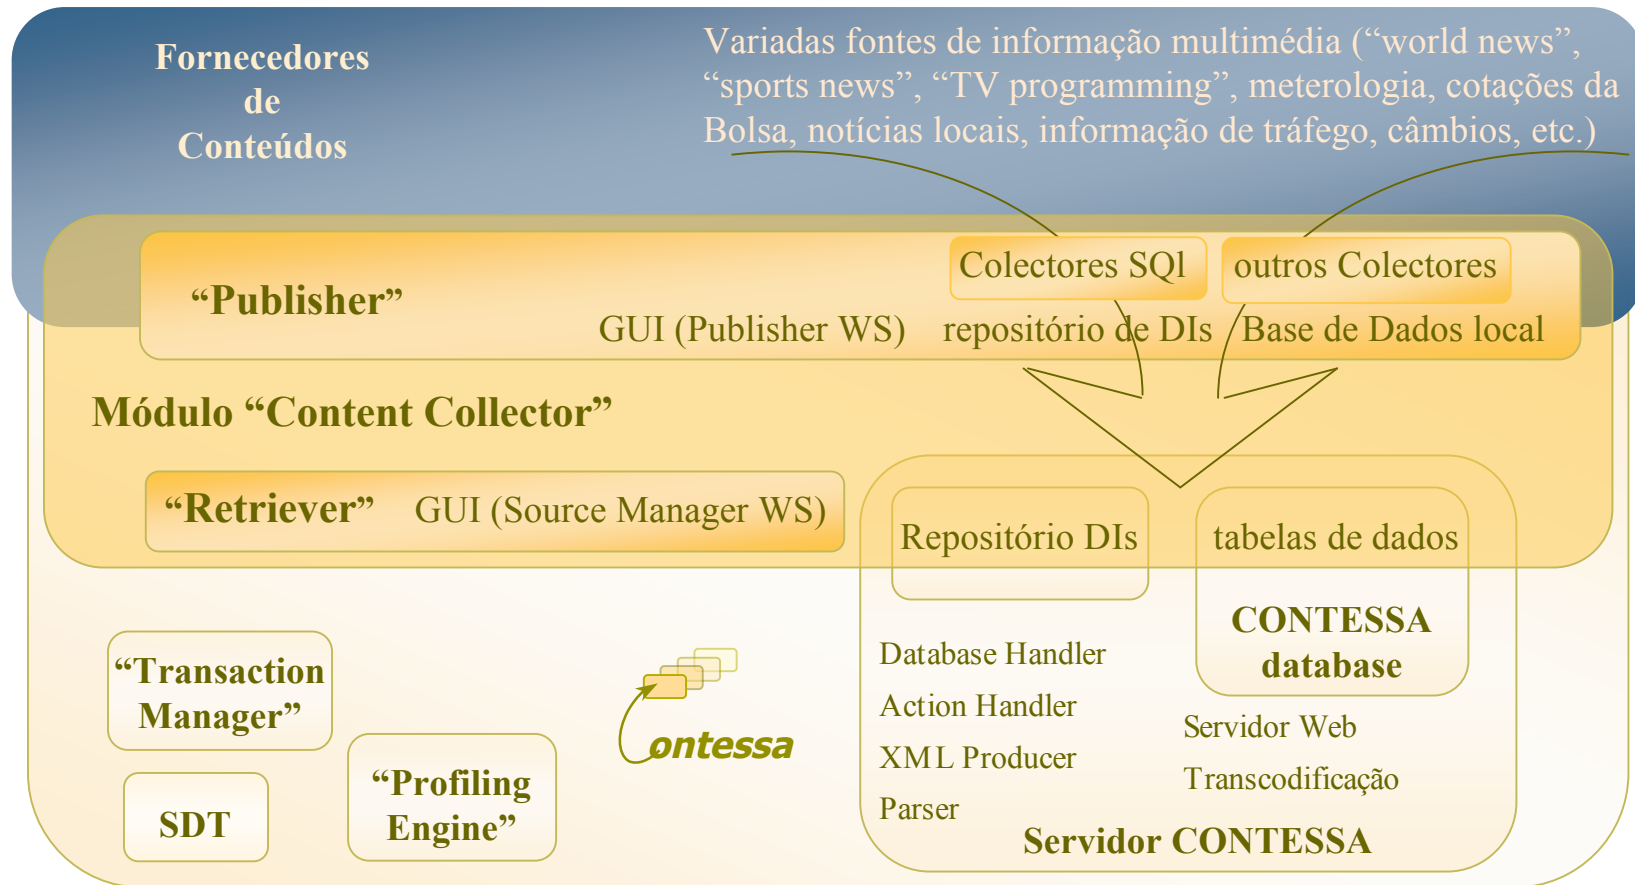 Fornecedores
de
Conteúdos
Variadas fontes de informação multimédia (“world news”,
“sports news”, “TV programming”, meterologia, cotações da
Bolsa, notícias locais, informação de tráfego, câmbios, etc.)
“Publisher”
Colectores SQl
outros Colectores
GUI (Publisher WS)
repositório de DIs
Base de Dados local
Módulo “Content Collector”
“Retriever”
GUI (Source Manager WS)
Repositório DIs
tabelas de dados
CONTESSA
database
“Transaction
Manager”
SDT
“Profiling
Engine”
ontessa
Database Handler
Action Handler
XML Producer
Parser
Servidor Web
Transcodificação
Servidor CONTESSA